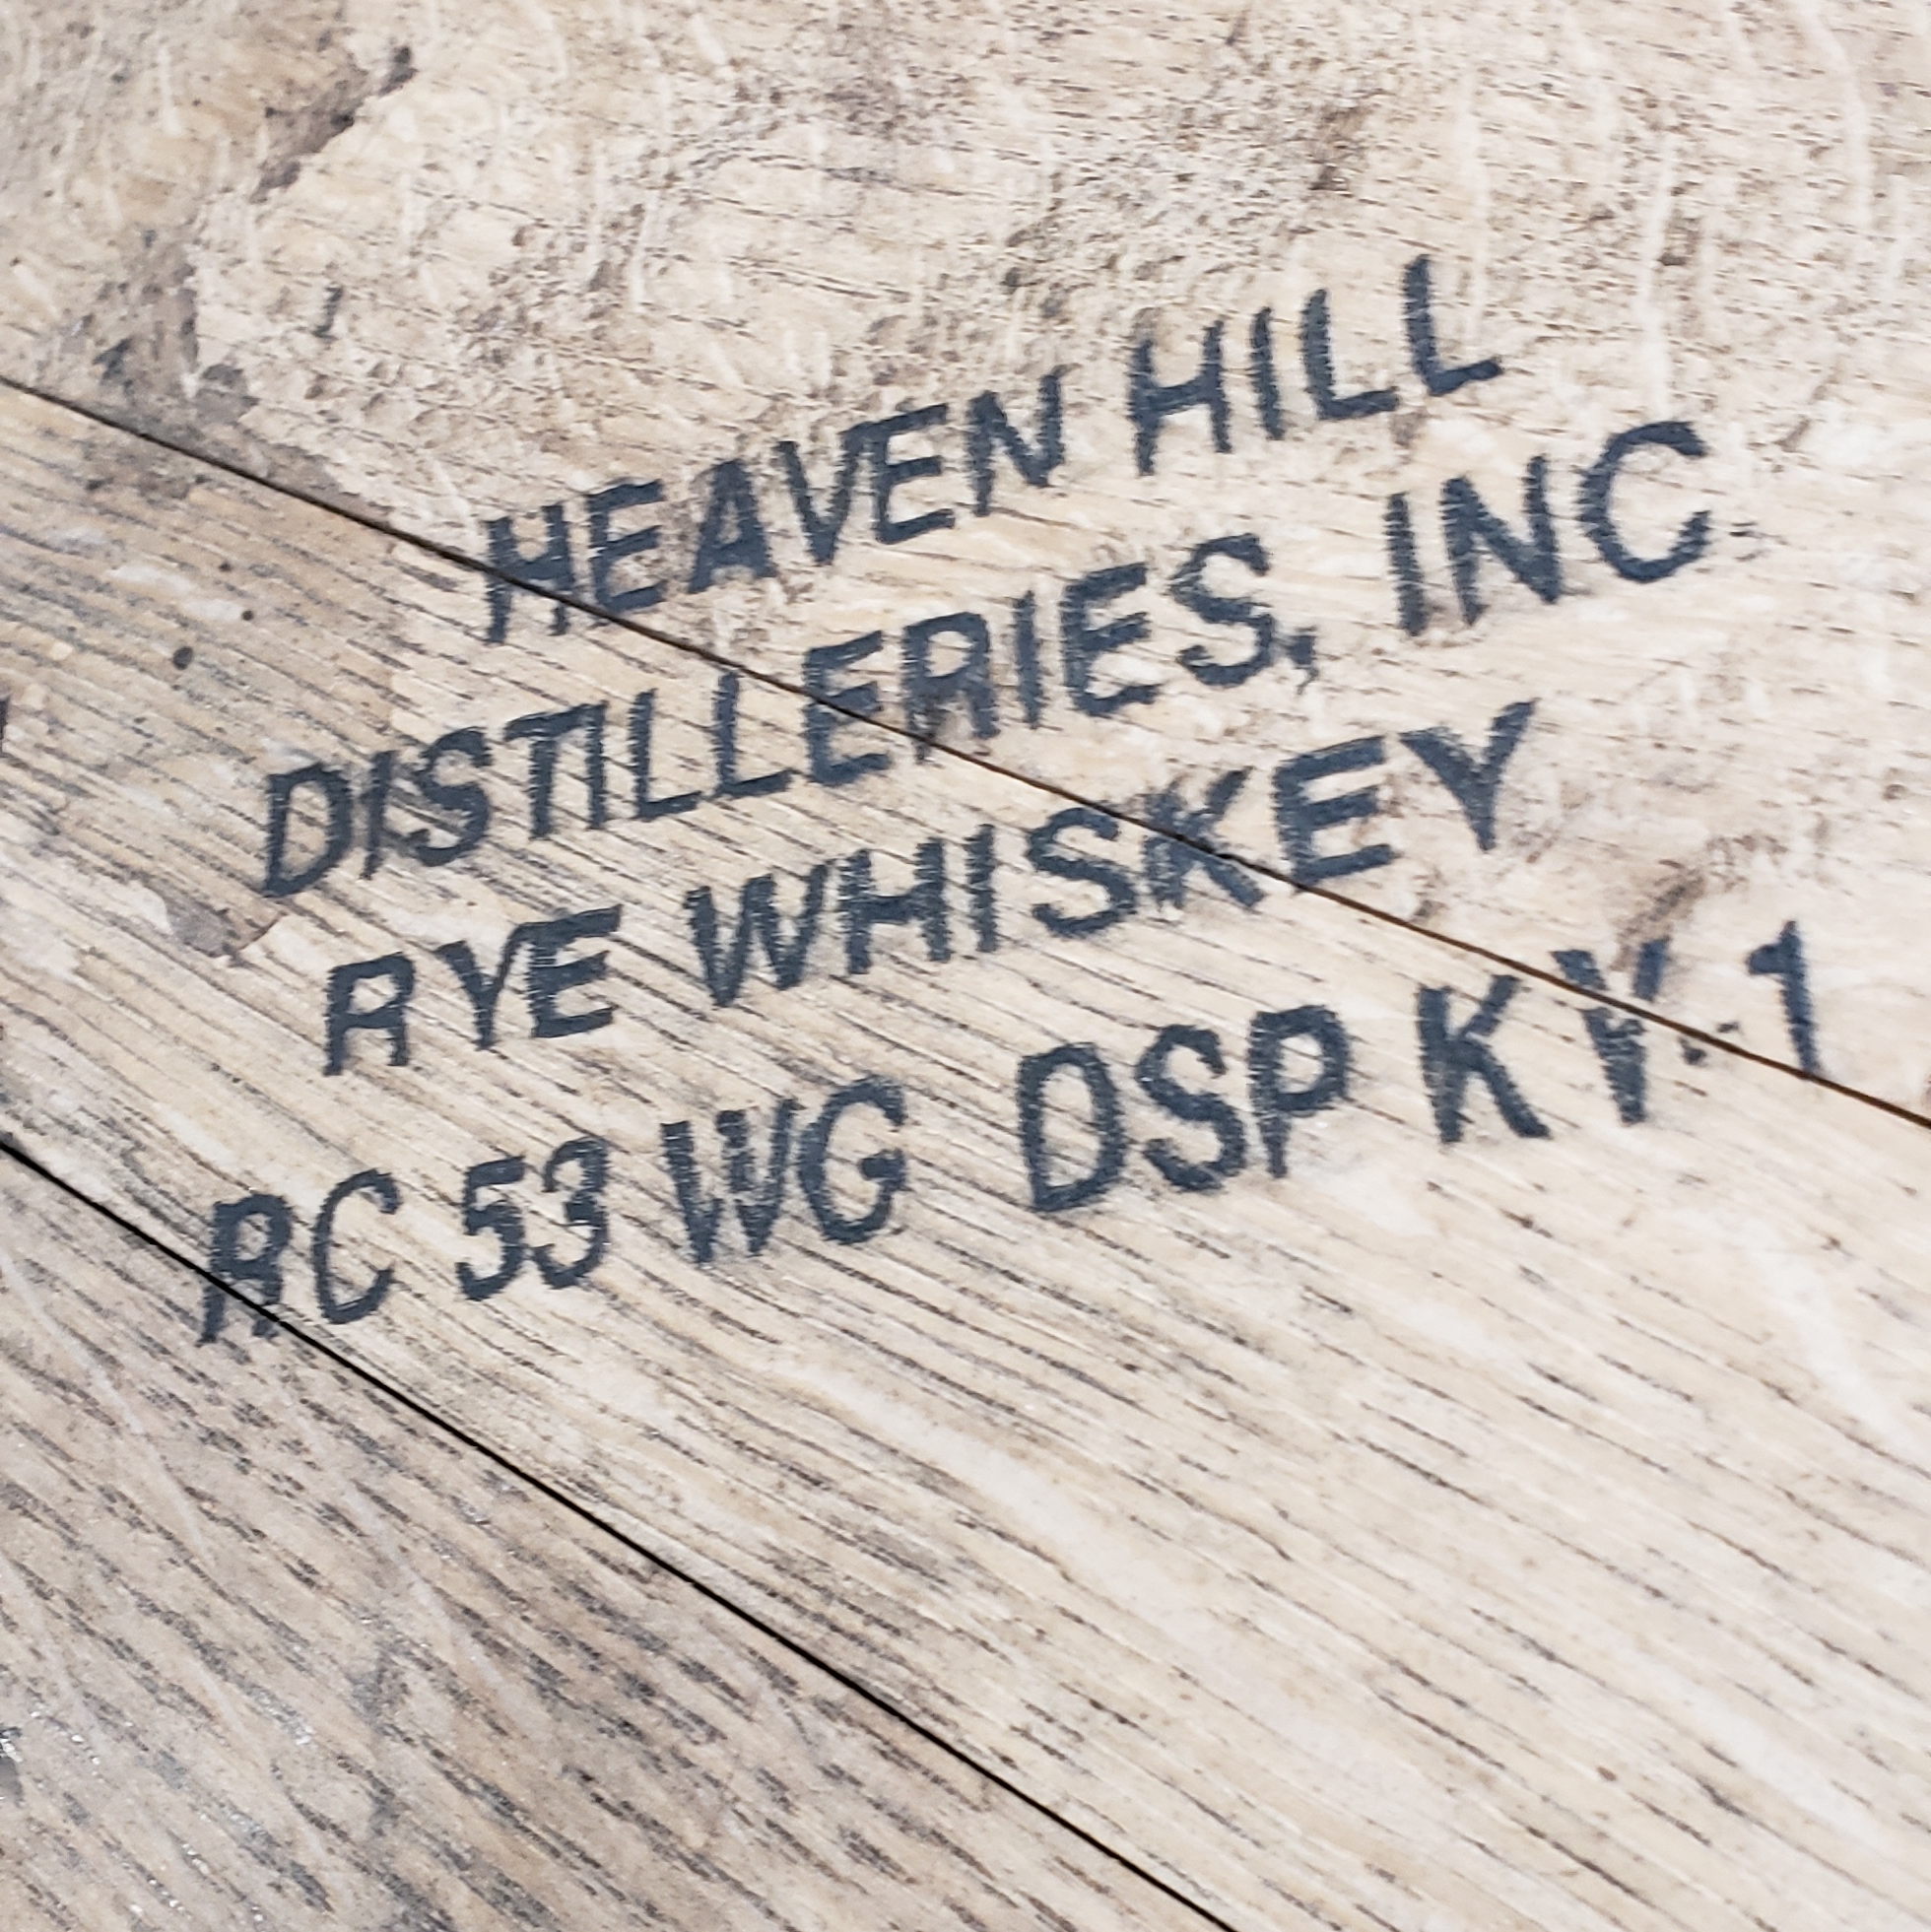 HEAVEN HILL
DISTILLERIES, INC
RYE WHISKEY
RC 53 WG DSP KY-1